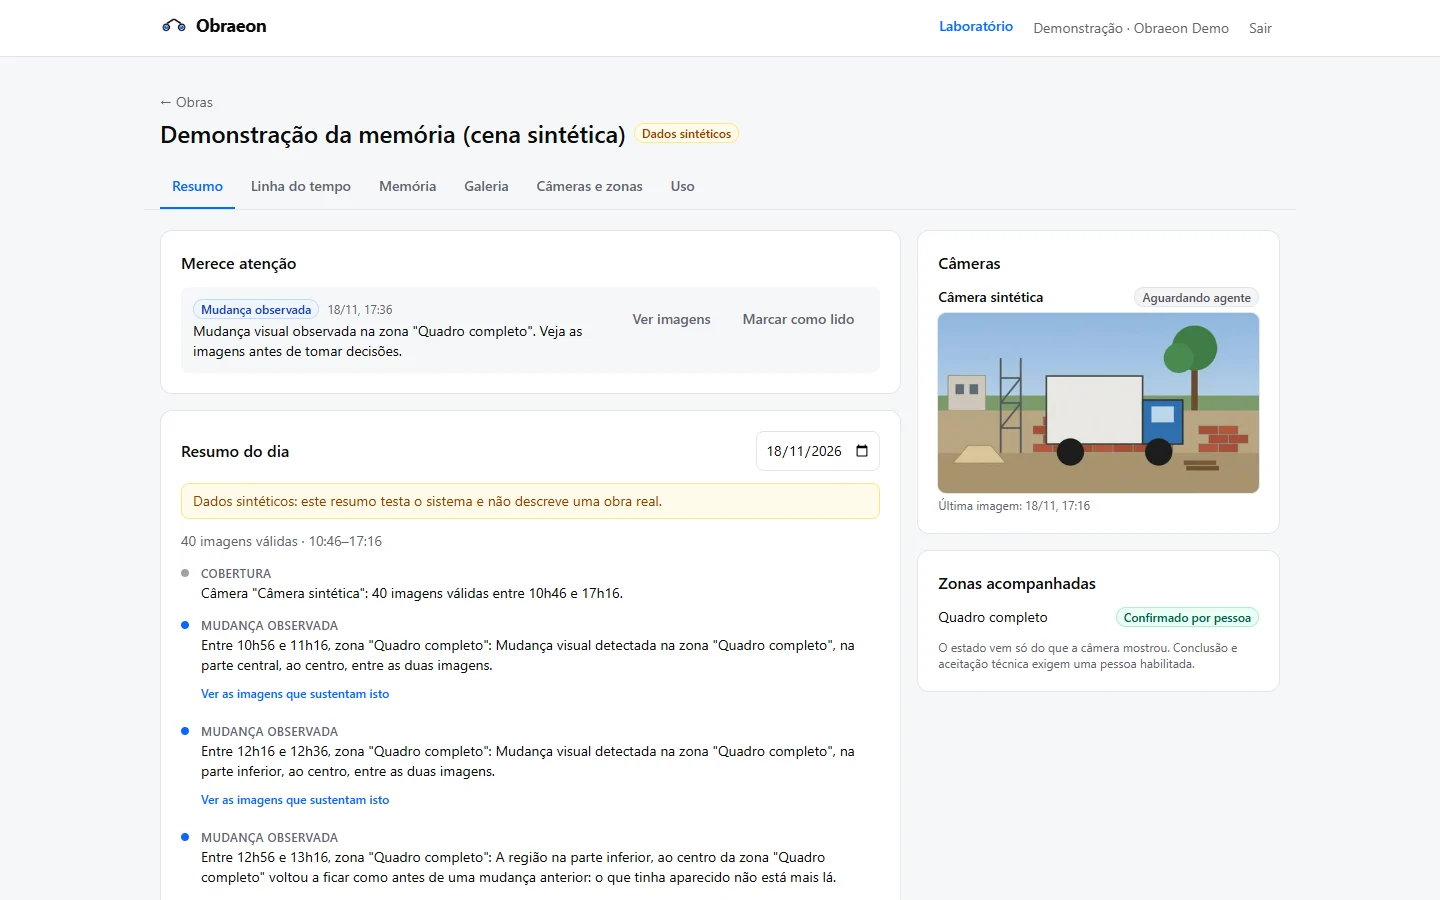 Obraeon
Laboratório
Demonstração · Obraeon Demo
Sair
← Obras
Demonstração da memória (cena sintética)
Dados sintéticos
Resumo
Linha do tempo
Memória
Galeria
Câmeras e zonas
Uso
Merece atenção
Mudança observada
18/11, 17:36
Mudança visual observada na zona "Quadro completo". Veja as
imagens antes de tomar decisões.
Ver imagens
Marcar como lido
Resumo do dia
18/11/2026
Dados sintéticos: este resumo testa o sistema e não descreve uma obra real.
40 imagens válidas · 10:46–17:16
COBERTURA
Câmera "Câmera sintética": 40 imagens válidas entre 10h46 e 17h16.
MUDANÇA OBSERVADA
Entre 10h56 e 11h16, zona "Quadro completo": Mudança visual detectada na zona "Quadro completo", na
parte central, ao centro, entre as duas imagens.
Ver as imagens que sustentam isto
MUDANÇA OBSERVADA
Entre 12h16 e 12h36, zona "Quadro completo": Mudança visual detectada na zona "Quadro completo", na
parte inferior, ao centro, entre as duas imagens.
Ver as imagens que sustentam isto
MUDANÇA OBSERVADA
Entre 12h56 e 13h16, zona "Quadro completo": A região na parte inferior, ao centro da zona "Quadro
completo" voltou a ficar como antes de uma mudança anterior: o que tinha aparecido não está mais lá.
Câmeras
Câmera sintética
Aguardando agente
Última imagem: 18/11, 17:16
Zonas acompanhadas
Quadro completo
Confirmado por pessoa
O estado vem só do que a câmera mostrou. Conclusão e
aceitação técnica exigem uma pessoa habilitada.